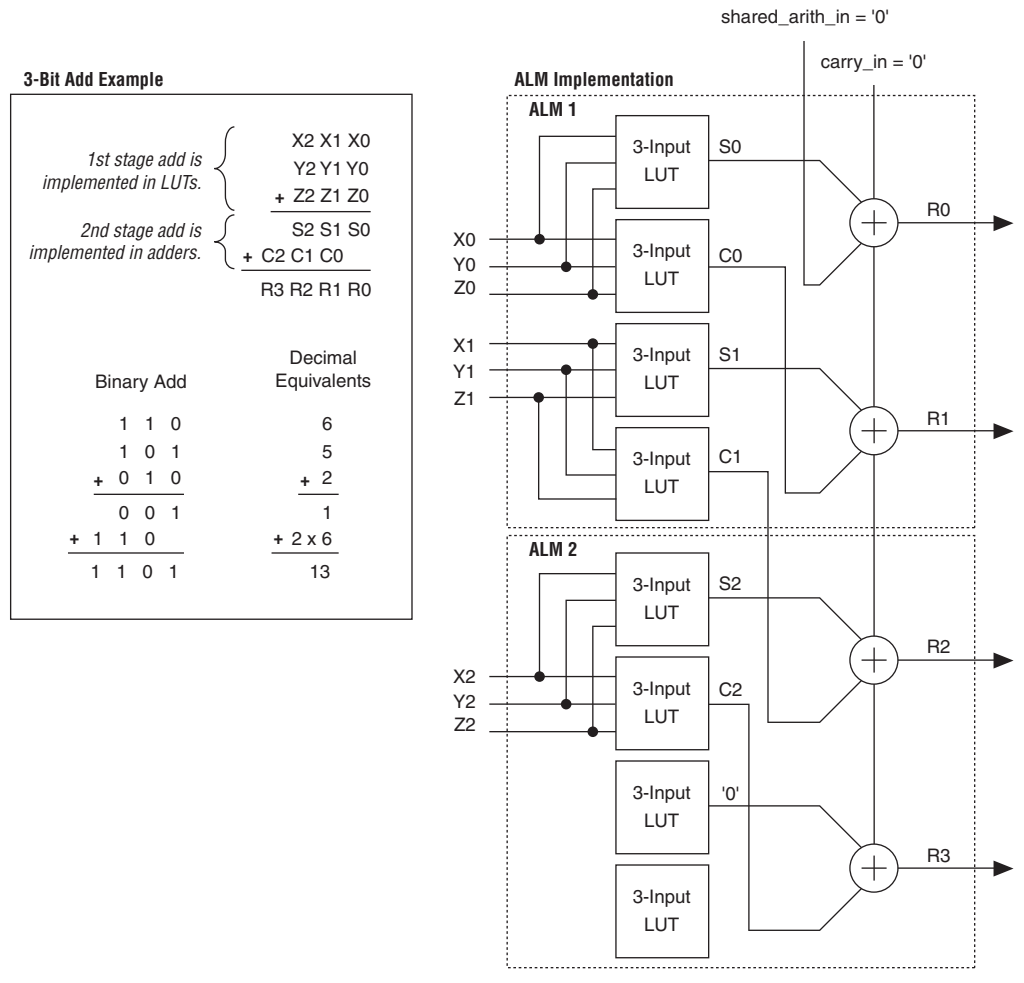 shared_arith_in = '0'
carry_in = '0'
3-Bit Add Example
1st stage add is
implemented in LUTs.
X2 X1 X0
Y2 Y1 Y0
+ Z2 Z1 Z0
2nd stage add is
implemented in adders.
S2 S1 S0
+ C2 C1 C0
R3 R2 R1 R0
Binary Add
1 1 0
1 0 1
+ 0 1 0
0 0 1
+ 1 1 0
1 1 0 1
Decimal
Equivalents
6
5
+ 2
1
+ 2 x 6
13
ALM Implementation
ALM 1
3-Input
LUT
S0
R0
X0
Y0
Z0
3-Input
LUT
C0
X1
Y1
Z1
3-Input
LUT
S1
R1
3-Input
LUT
C1
ALM 2
3-Input
LUT
S2
R2
X2
Y2
Z2
3-Input
LUT
C2
3-Input
LUT
'0'
R3
3-Input
LUT